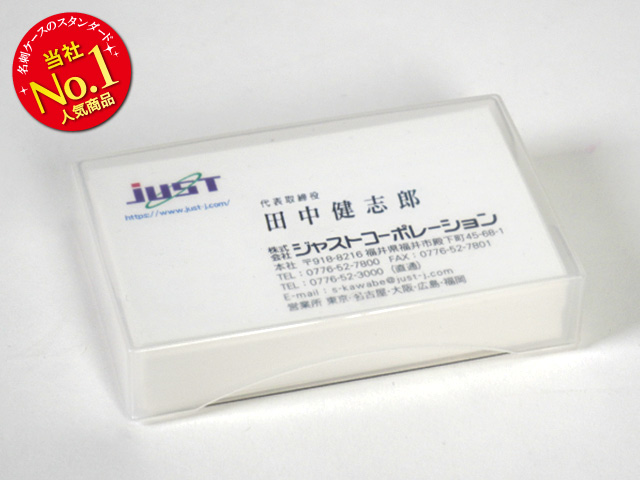 名刺ケースのスタンダード
当社
No.1
人気商品
just
https://www.just-j.com/
代表取締役
田中健志郎
株式会社 ジャストコーポレーション
本社 〒918-8216 福井県福井市殿下町45-68-1
TEL:0776-52-7800 FAX:0776-52-7801
TEL:0776-52-3000 (直通)
E-mail:s-kawabe@just-j.com
営業所 東京・名古屋・大阪・広島・福岡